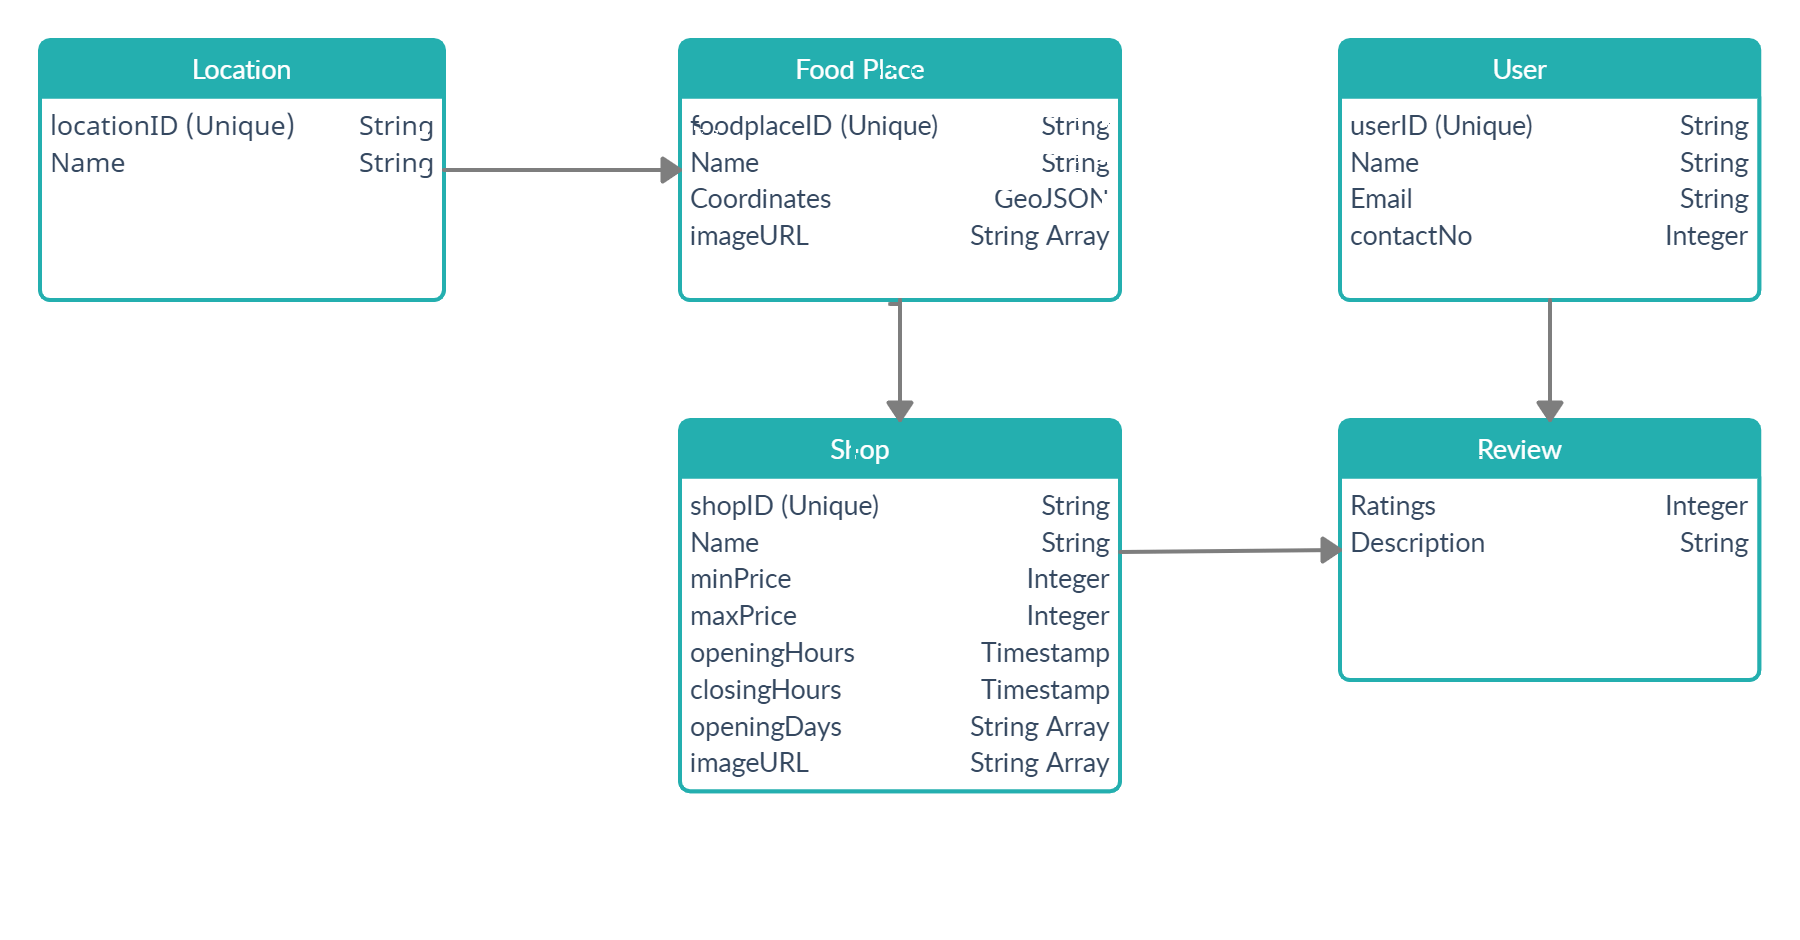 Location
locationID (Unique) String
Name String
Food Place
foodplaceID (Unique) String
Name String
Coordinates GeoJSON
imageURL String Array
User
userID (Unique) String
Name String
Email String
contactNo Integer
Shop
shopID (Unique) String
Name String
minPrice Integer
maxPrice Integer
openingHours Timestamp
closingHours Timestamp
openingDays String Array
imageURL String Array
Review
Ratings Integer
Description String